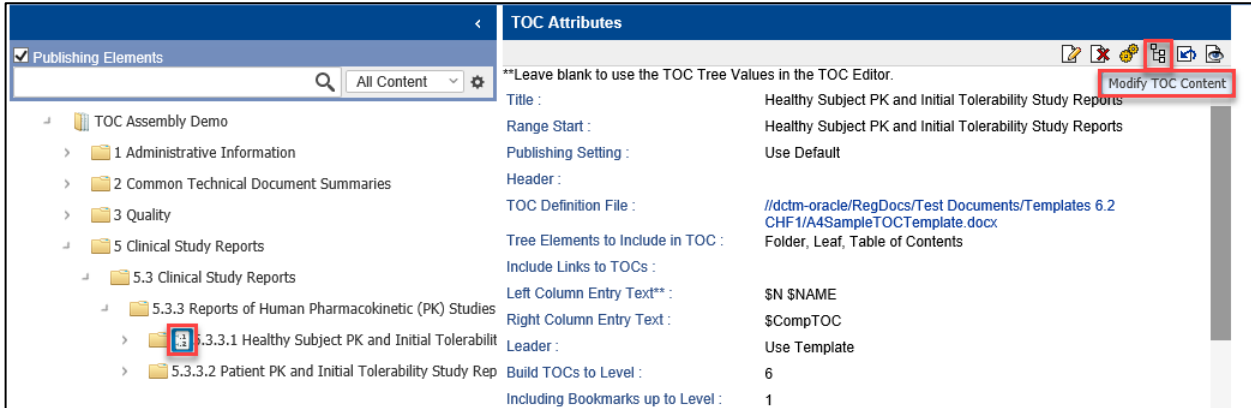 TOC Attributes
Publishing Elements
All Content
TOC Assembly Demo
1 Administrative Information
2 Common Technical Document Summaries
3 Quality
5 Clinical Study Reports
5.3 Clinical Study Reports
5.3.3 Reports of Human Pharmacokinetic (PK) Studies
5.3.3.1 Healthy Subject PK and Initial Tolerabilit
5.3.3.2 Patient PK and Initial Tolerability Study Rep
Modify TOC Content
**Leave blank to use the TOC Tree Values in the TOC Editor.
Title : Healthy Subject PK and Initial Tolerability Study Reports
Range Start : Healthy Subject PK and Initial Tolerability Study Reports
Publishing Setting : Use Default
Header :
TOC Definition File : //dctm-oracle/RegDocs/Test Documents/Templates 6.2
CHF1/A4SampleTOCTemplate.docx
Tree Elements to Include in TOC : Folder, Leaf, Table of Contents
Include Links to TOCs :
Left Column Entry Text** : $N $NAME
Right Column Entry Text : $CompTOC
Leader : Use Template
Build TOCs to Level : 6
Including Bookmarks up to Level : 1